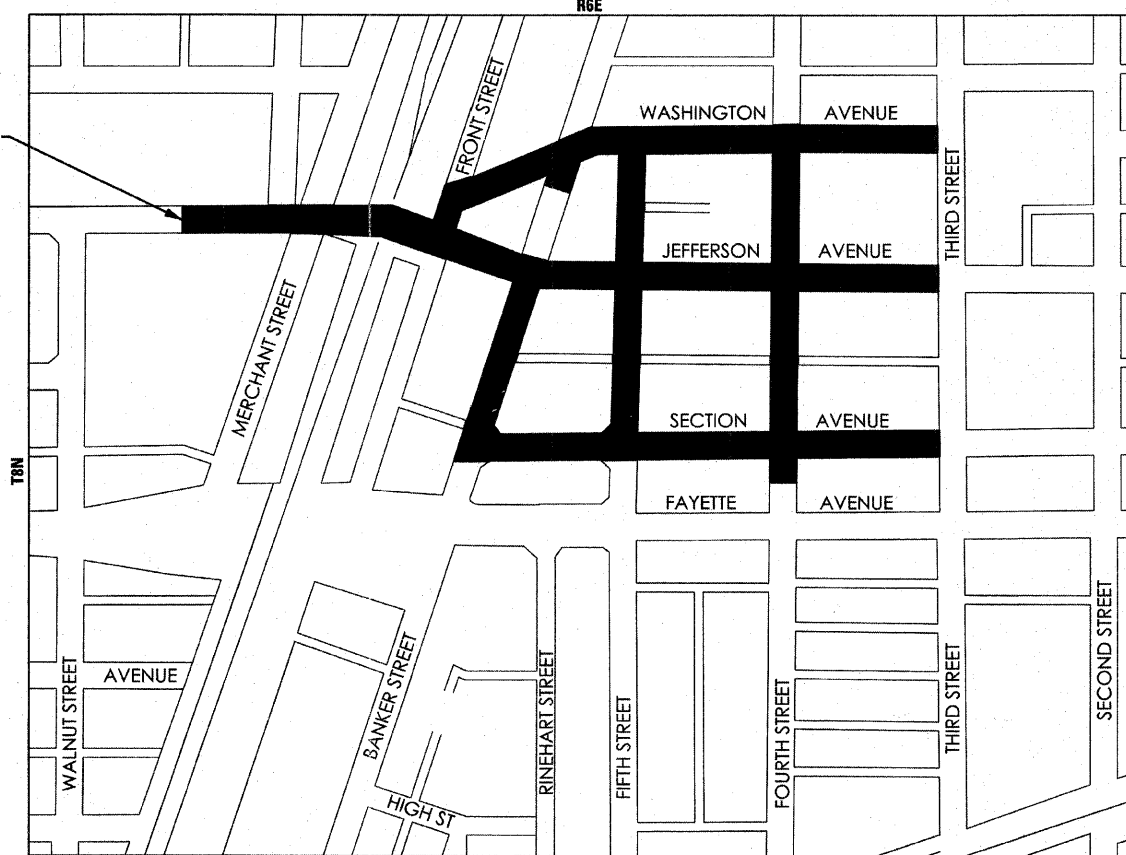 R6E
FRONT STREET
WASHINGTON AVENUE
THIRD STREET
JEFFERSON AVENUE
MERCHANT STREET
SECTION AVENUE
T8N
FAYETTE AVENUE
WALNUT STREET
AVENUE
BANKER STREET
RINEHART STREET
FIFTH STREET
FOURTH STREET
THIRD STREET
SECOND STREET
HIGH ST